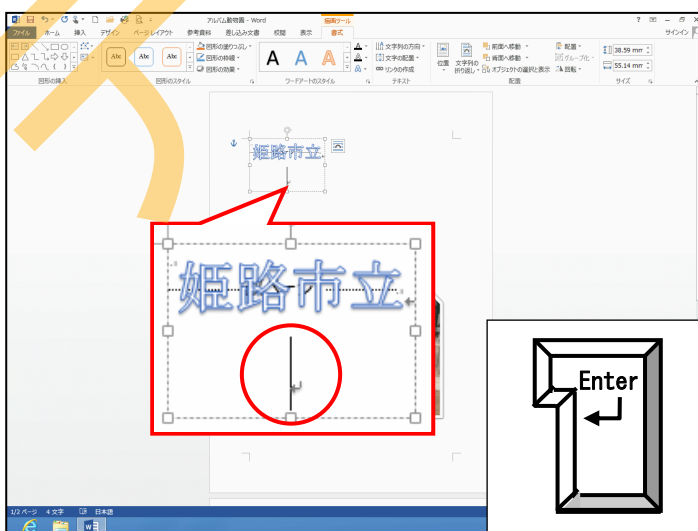 アルバム動物園 - Word
描画ツール
サインイン
ファイル ホーム 挿入 デザイン ページ レイアウト 参考資料 差し込み文書 校閲 表示 書式
Abc Abc Abc
図形の塗りつぶし
図形の枠線
図形の効果
A A A
文字列の方向
文字の配置
リンクの作成
位置
文字列の
折り返し
前面へ移動
背面へ移動
オブジェクトの選択と表示
配置
グループ化
回転
38.59 mm
55.14 mm
図形の挿入 図形のスタイル ワードアートのスタイル テキスト 配置 サイズ
姫路市立
姫路市立
Enter
1/2 ページ 4 文字 日本語